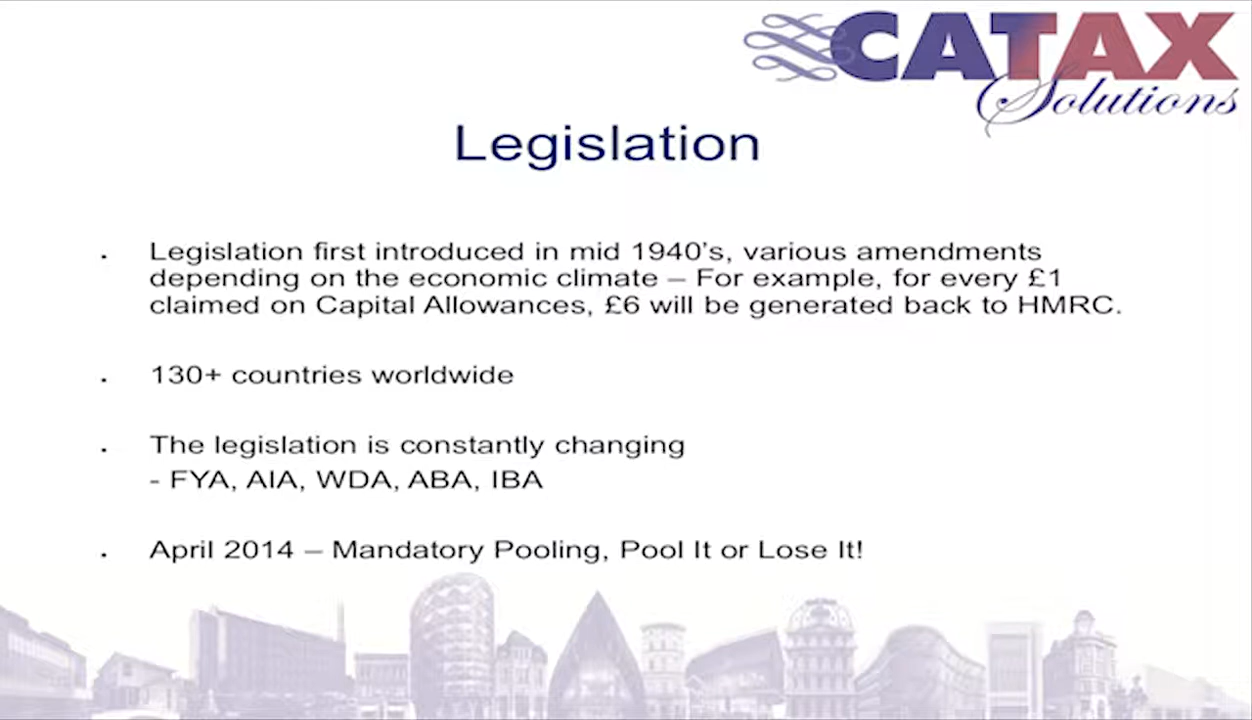 CATAX
Solutions
Legislation
. Legislation first introduced in mid 1940's, various amendments
depending on the economic climate – For example, for every £1
claimed on Capital Allowances, £6 will be generated back to HMRC.
. 130+ countries worldwide
. The legislation is constantly changing
- FYA, AIA, WDA, ABA, IBA
. April 2014 – Mandatory Pooling, Pool It or Lose It!